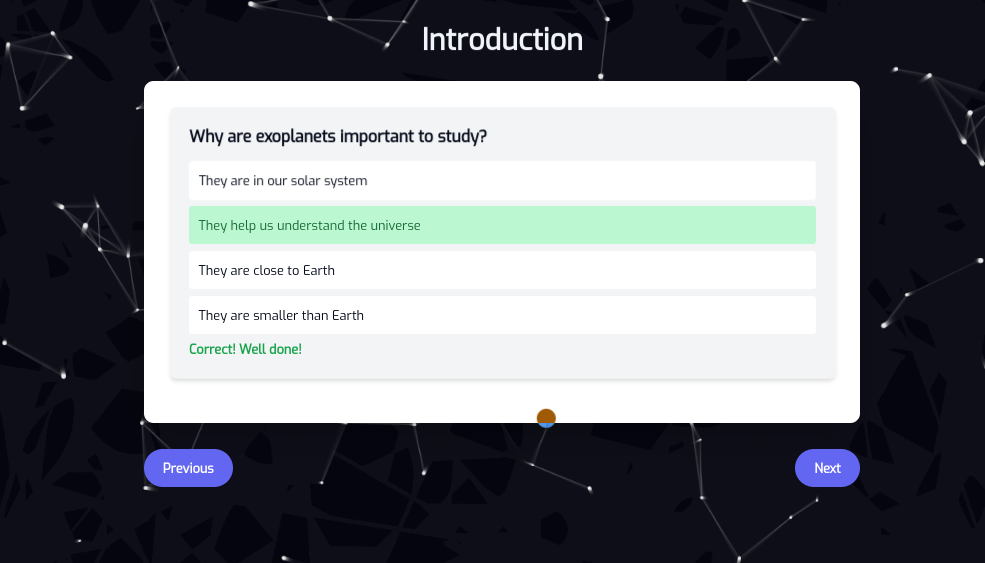 Introduction
Why are exoplanets important to study?
They are in our solar system
They help us understand the universe
They are close to Earth
They are smaller than Earth
Correct! Well done!
Previous
Next